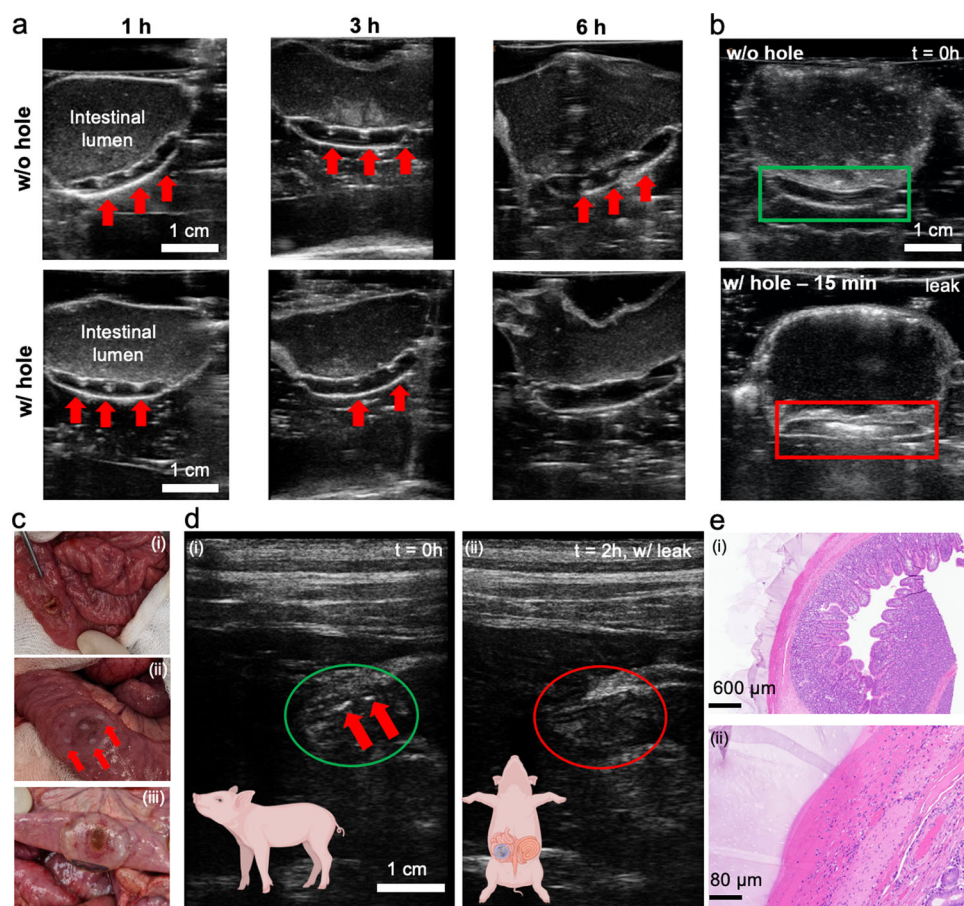 a
1 h
3 h
6 h
w/o hole
Intestinal
lumen
1 cm
w/ hole
Intestinal
lumen
1 cm
b
w/o hole
t = 0h
1 cm
w/ hole – 15 min
leak
c
(i)
(ii)
(iii)
d
(i)
t = 0h
1 cm
(ii)
t = 2h, w/ leak
e
(i)
600 µm
(ii)
80 µm